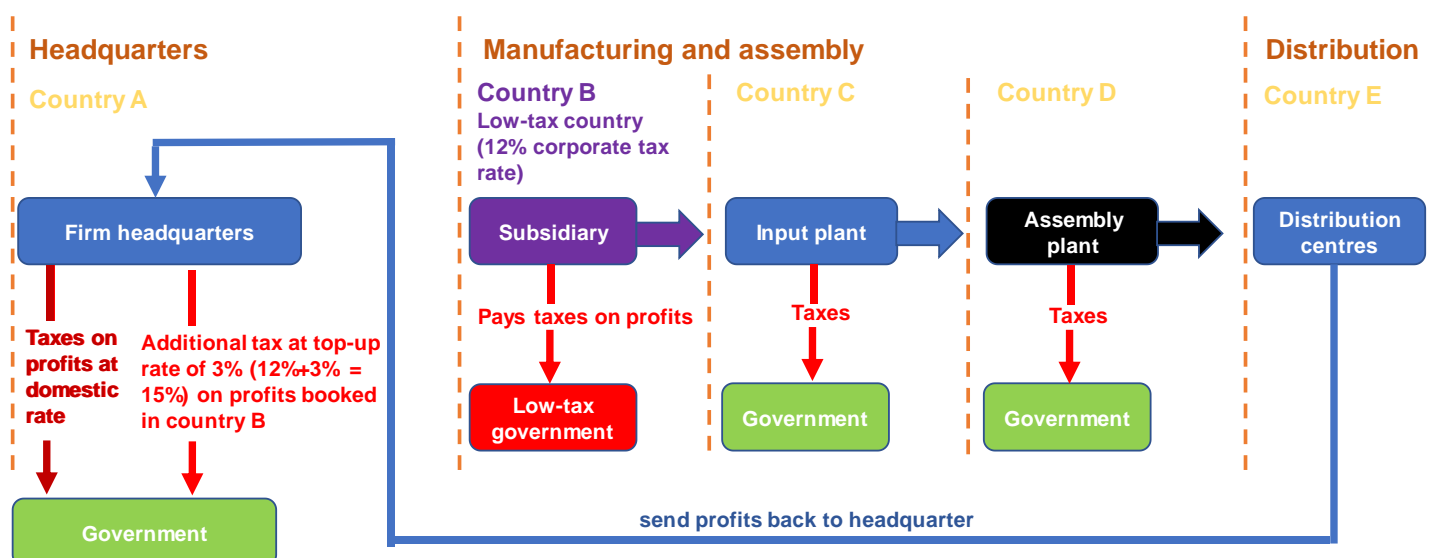 Headquarters
Manufacturing and assembly
Distribution
Country A
Country B
Low-tax country
(12% corporate tax
rate)
Country C
Country D
Country E
Firm headquarters
Subsidiary
Input plant
Assembly
plant
Distribution
centres
Taxes on
profits at
domestic
rate
Additional tax at top-up
rate of 3% (12%+3% =
15%) on profits booked
in country B
Pays taxes on profits
Taxes
Taxes
Low-tax
government
Government
Government
Government
send profits back to headquarter